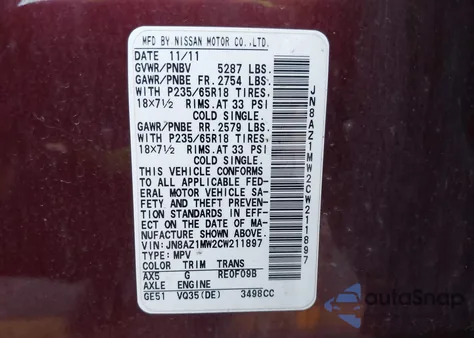 MFD BY NISSAN MOTOR CO.,LTD.
DATE 11/11
GVWR/PNBV 5287 LBS.
GAWR/PNBE FR. 2754 LBS.
WITH P235/65R18 TIRES,
18X7½ RIMS.AT 33 PSI
COLD SINGLE.
GAWR/PNBE RR. 2579 LBS.
WITH P235/65R18 TIRES,
18X7½ RIMS.AT 33 PSI
COLD SINGLE.
THIS VEHICLE CONFORMS
TO ALL APPLICABLE FED-
ERAL MOTOR VEHICLE SA-
FETY AND THEFT PREVENT-
ION STANDARDS IN EFFECT
ON THE DATE OF MA-
NUFACTURE SHOWN ABOVE.
VIN:JN8AZ1MW2CW211897
TYPE: MPV
COLOR TRIM TRANS
AX5 G RE0F09B
AXLE ENGINE
GE51 VQ35(DE) 3498CC
JN8AZ1MW2CW211897
AutoSnap